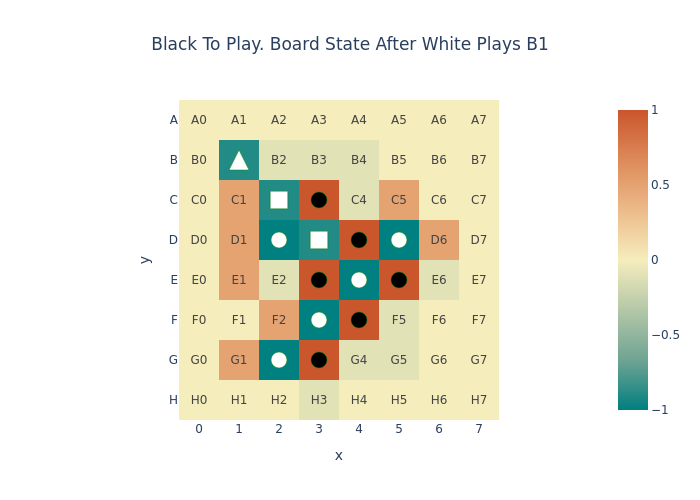 Black To Play. Board State After White Plays B1
A A0 A1 A2 A3 A4 A5 A6 A7
B B0 B2 B3 B4 B5 B6 B7
C C0 C1 C4 C5 C6 C7
D D0 D1 D6 D7
E E0 E1 E2 E6 E7
F F0 F1 F2 F5 F6 F7
G G0 G1 G4 G5 G6 G7
H H0 H1 H2 H3 H4 H5 H6 H7
0 1 2 3 4 5 6 7
x
y
1
0.5
0
−0.5
−1